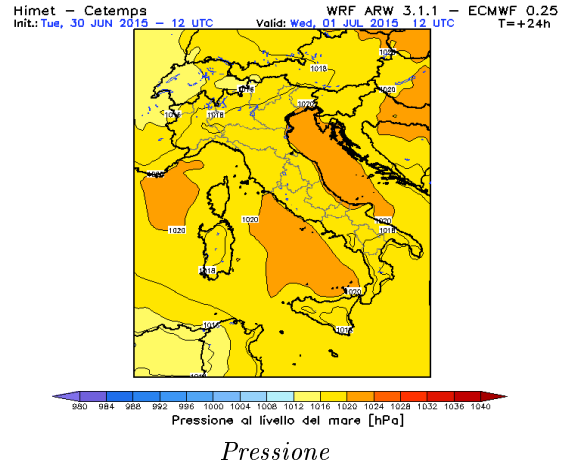 Himet – Cetemps WRF ARW 3.1.1 – ECMWF 0.25
Init.: Tue, 30 JUN 2015 – 12 UTC Valid: Wed, 01 JUL 2015 12 UTC T=+24h
1018
1020
1020
1020
1018
1020
1020
1020
1020
1018
1018
1020
980 984 988 992 996 1000 1004 1008 1012 1016 1020 1024 1028 1032 1036 1040
Pressione al livello del mare [hPa]
Pressione